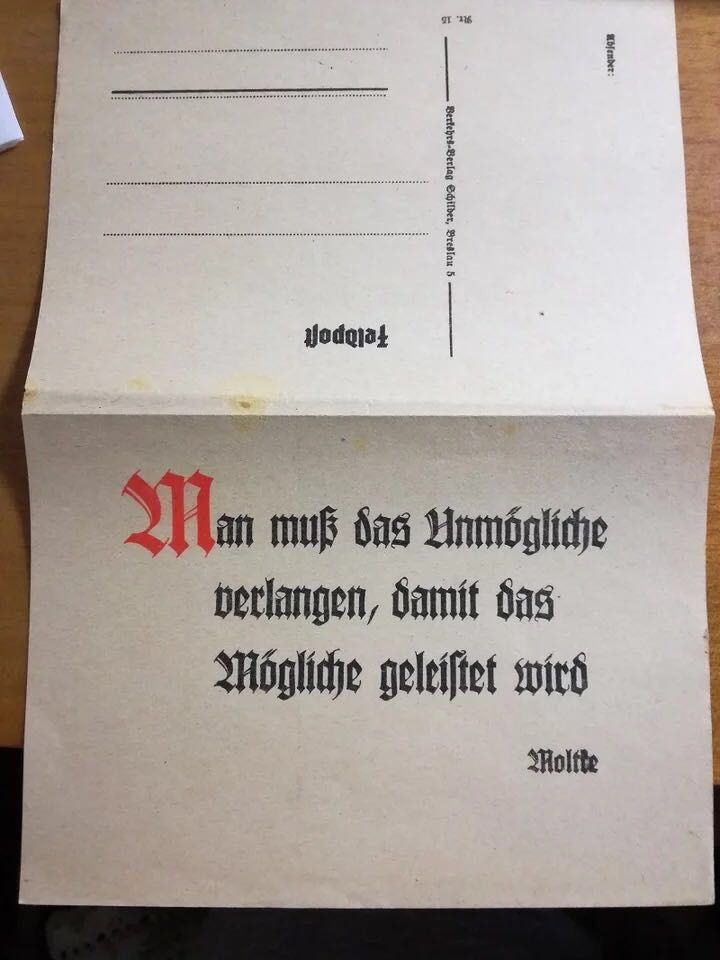 Nr. 15
Absender:
Verkehrs-Verlag Schilder, Breslau 5
Feldpost
Man muß das Unmögliche
verlangen, damit das
Mögliche geleiſtet wird
Moltke